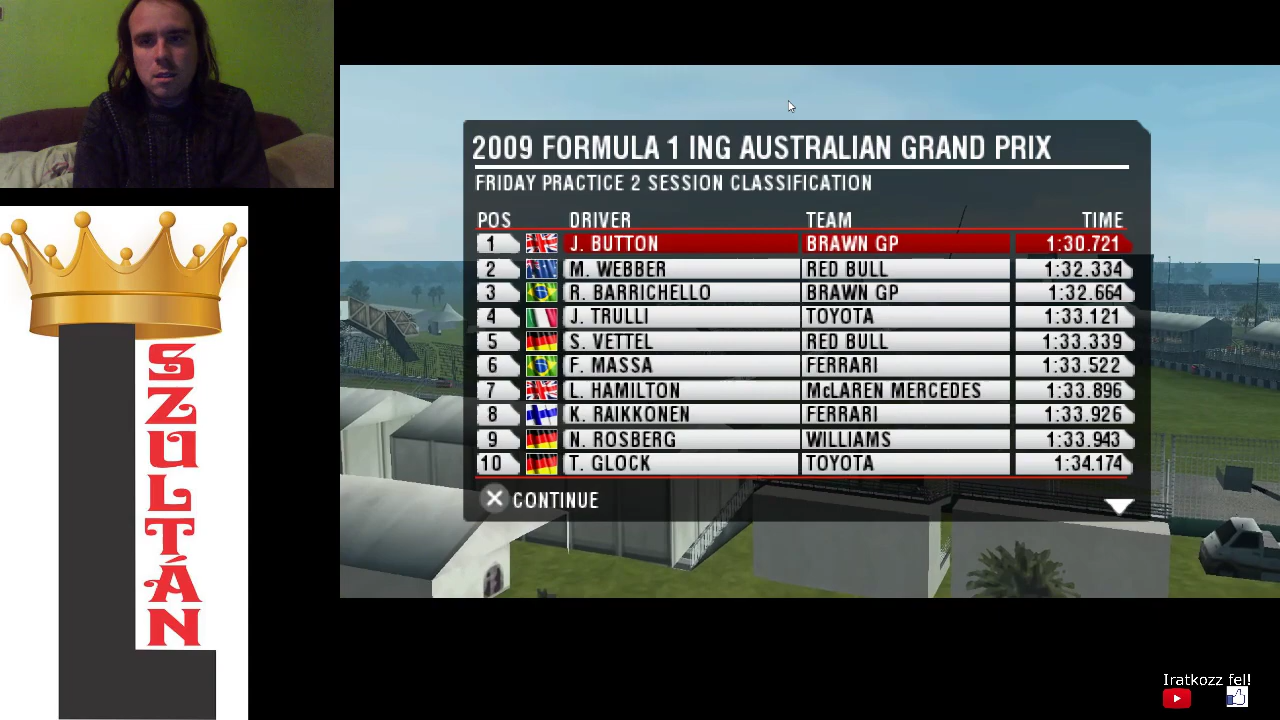 2009 FORMULA 1 ING AUSTRALIAN GRAND PRIX
FRIDAY PRACTICE 2 SESSION CLASSIFICATION
POS DRIVER TEAM TIME
1 J. BUTTON BRAWN GP 1:30.721
2 M. WEBBER RED BULL 1:32.334
3 R. BARRICHELLO BRAWN GP 1:32.664
4 J. TRULLI TOYOTA 1:33.121
5 S. VETTEL RED BULL 1:33.339
6 F. MASSA FERRARI 1:33.522
7 L. HAMILTON McLAREN MERCEDES 1:33.896
8 K. RAIKKONEN FERRARI 1:33.926
9 N. ROSBERG WILLIAMS 1:33.943
10 T. GLOCK TOYOTA 1:34.174
CONTINUE
L
SZULTÁN
Iratkozz fel!